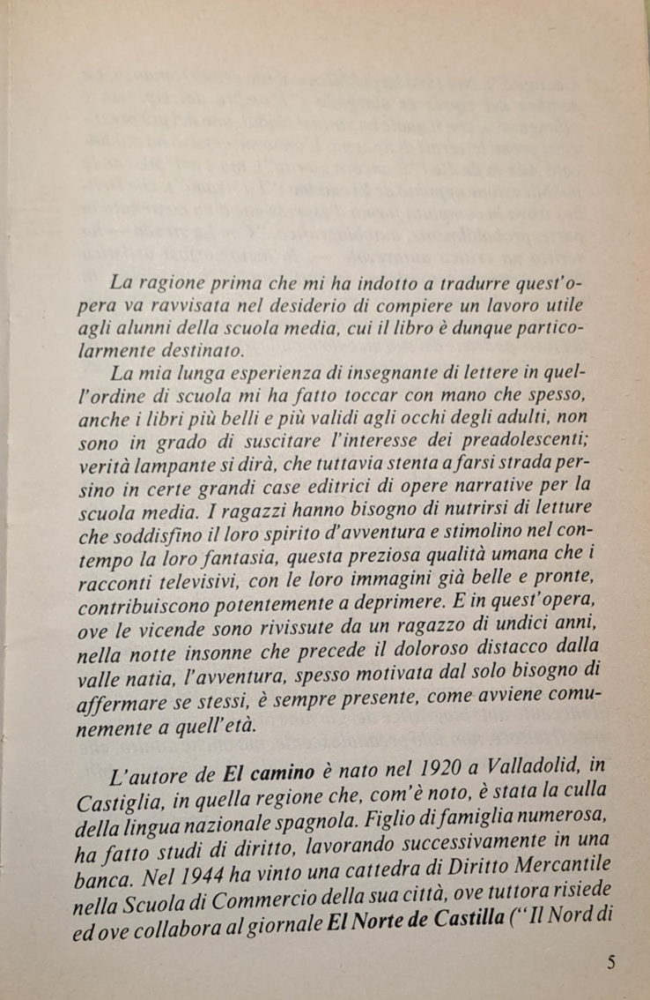 La ragione prima che mi ha indotto a tradurre quest'o-
pera va ravvisata nel desiderio di compiere un lavoro utile
agli alunni della scuola media, cui il libro è dunque partico-
larmente destinato.
La mia lunga esperienza di insegnante di lettere in quel-
l'ordine di scuola mi ha fatto toccar con mano che spesso,
anche i libri più belli e più validi agli occhi degli adulti, non
sono in grado di suscitare l'interesse dei preadolescenti;
verità lampante si dirà, che tuttavia stenta a farsi strada per-
sino in certe grandi case editrici di opere narrative per la
scuola media. I ragazzi hanno bisogno di nutrirsi di letture
che soddisfino il loro spirito d'avventura e stimolino nel con-
tempo la loro fantasia, questa preziosa qualità umana che i
racconti televisivi, con le loro immagini già belle e pronte,
contribuiscono potentemente a deprimere. E in quest'opera,
ove le vicende sono rivissute da un ragazzo di undici anni,
nella notte insonne che precede il doloroso distacco dalla
valle natia, l'avventura, spesso motivata dal solo bisogno di
affermare se stessi, è sempre presente, come avviene comu-
nemente a quell'età.
L'autore de El camino è nato nel 1920 a Valladolid, in
Castiglia, in quella regione che, com'è noto, è stata la culla
della lingua nazionale spagnola. Figlio di famiglia numerosa,
ha fatto studi di diritto, lavorando successivamente in una
banca. Nel 1944 ha vinto una cattedra di Diritto Mercantile
nella Scuola di Commercio della sua città, ove tuttora risiede
ed ove collabora al giornale El Norte de Castilla ("Il Nord di
5